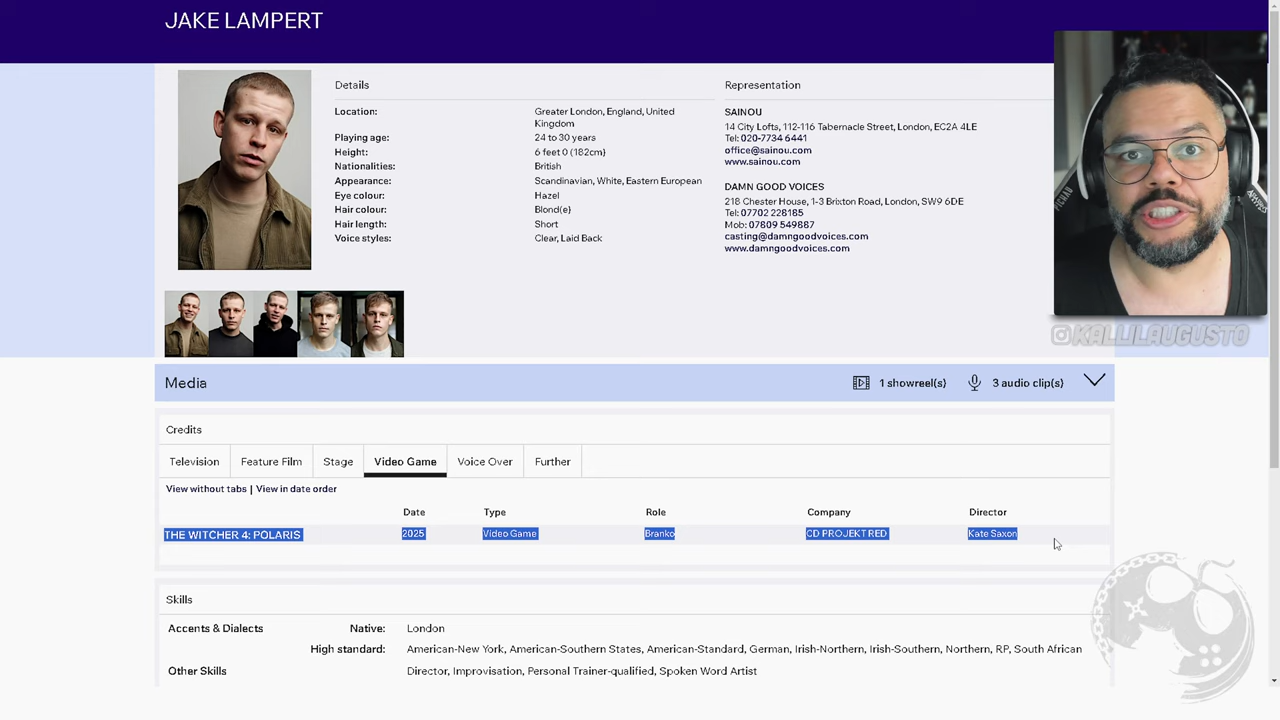 JAKE LAMPERT
Details
Location: Greater London, England, United Kingdom
Playing age: 24 to 30 years
Height: 6 feet 0 (182cm)
Nationalities: British
Appearance: Scandinavian, White, Eastern European
Eye colour: Hazel
Hair colour: Blond(e)
Hair length: Short
Voice styles: Clear, Laid Back
Representation
SAINOU
14 City Lofts, 112-116 Tabernacle Street, London, EC2A 4LE
Tel: 020-7734 6441
office@sainou.com
www.sainou.com
DAMN GOOD VOICES
218 Chester House, 1-3 Brixton Road, London, SW9 6DE
Tel: 07702 228185
Mob: 07809 549887
casting@damngoodvoices.com
www.damngoodvoices.com
PICHAU
KALLILAUGUSTO
Media 1 showreel(s) 3 audio clip(s)
Credits
Television Feature Film Stage Video Game Voice Over Further
View without tabs | View in date order
Date Type Role Company Director
THE WITCHER 4: POLARIS 2025 Video Game Branko CD PROJEKT RED Kate Saxon
Skills
Accents & Dialects Native: London
High standard: American-New York, American-Southern States, American-Standard, German, Irish-Northern, Irish-Southern, Northern, RP, South African
Other Skills Director, Improvisation, Personal Trainer-qualified, Spoken Word Artist